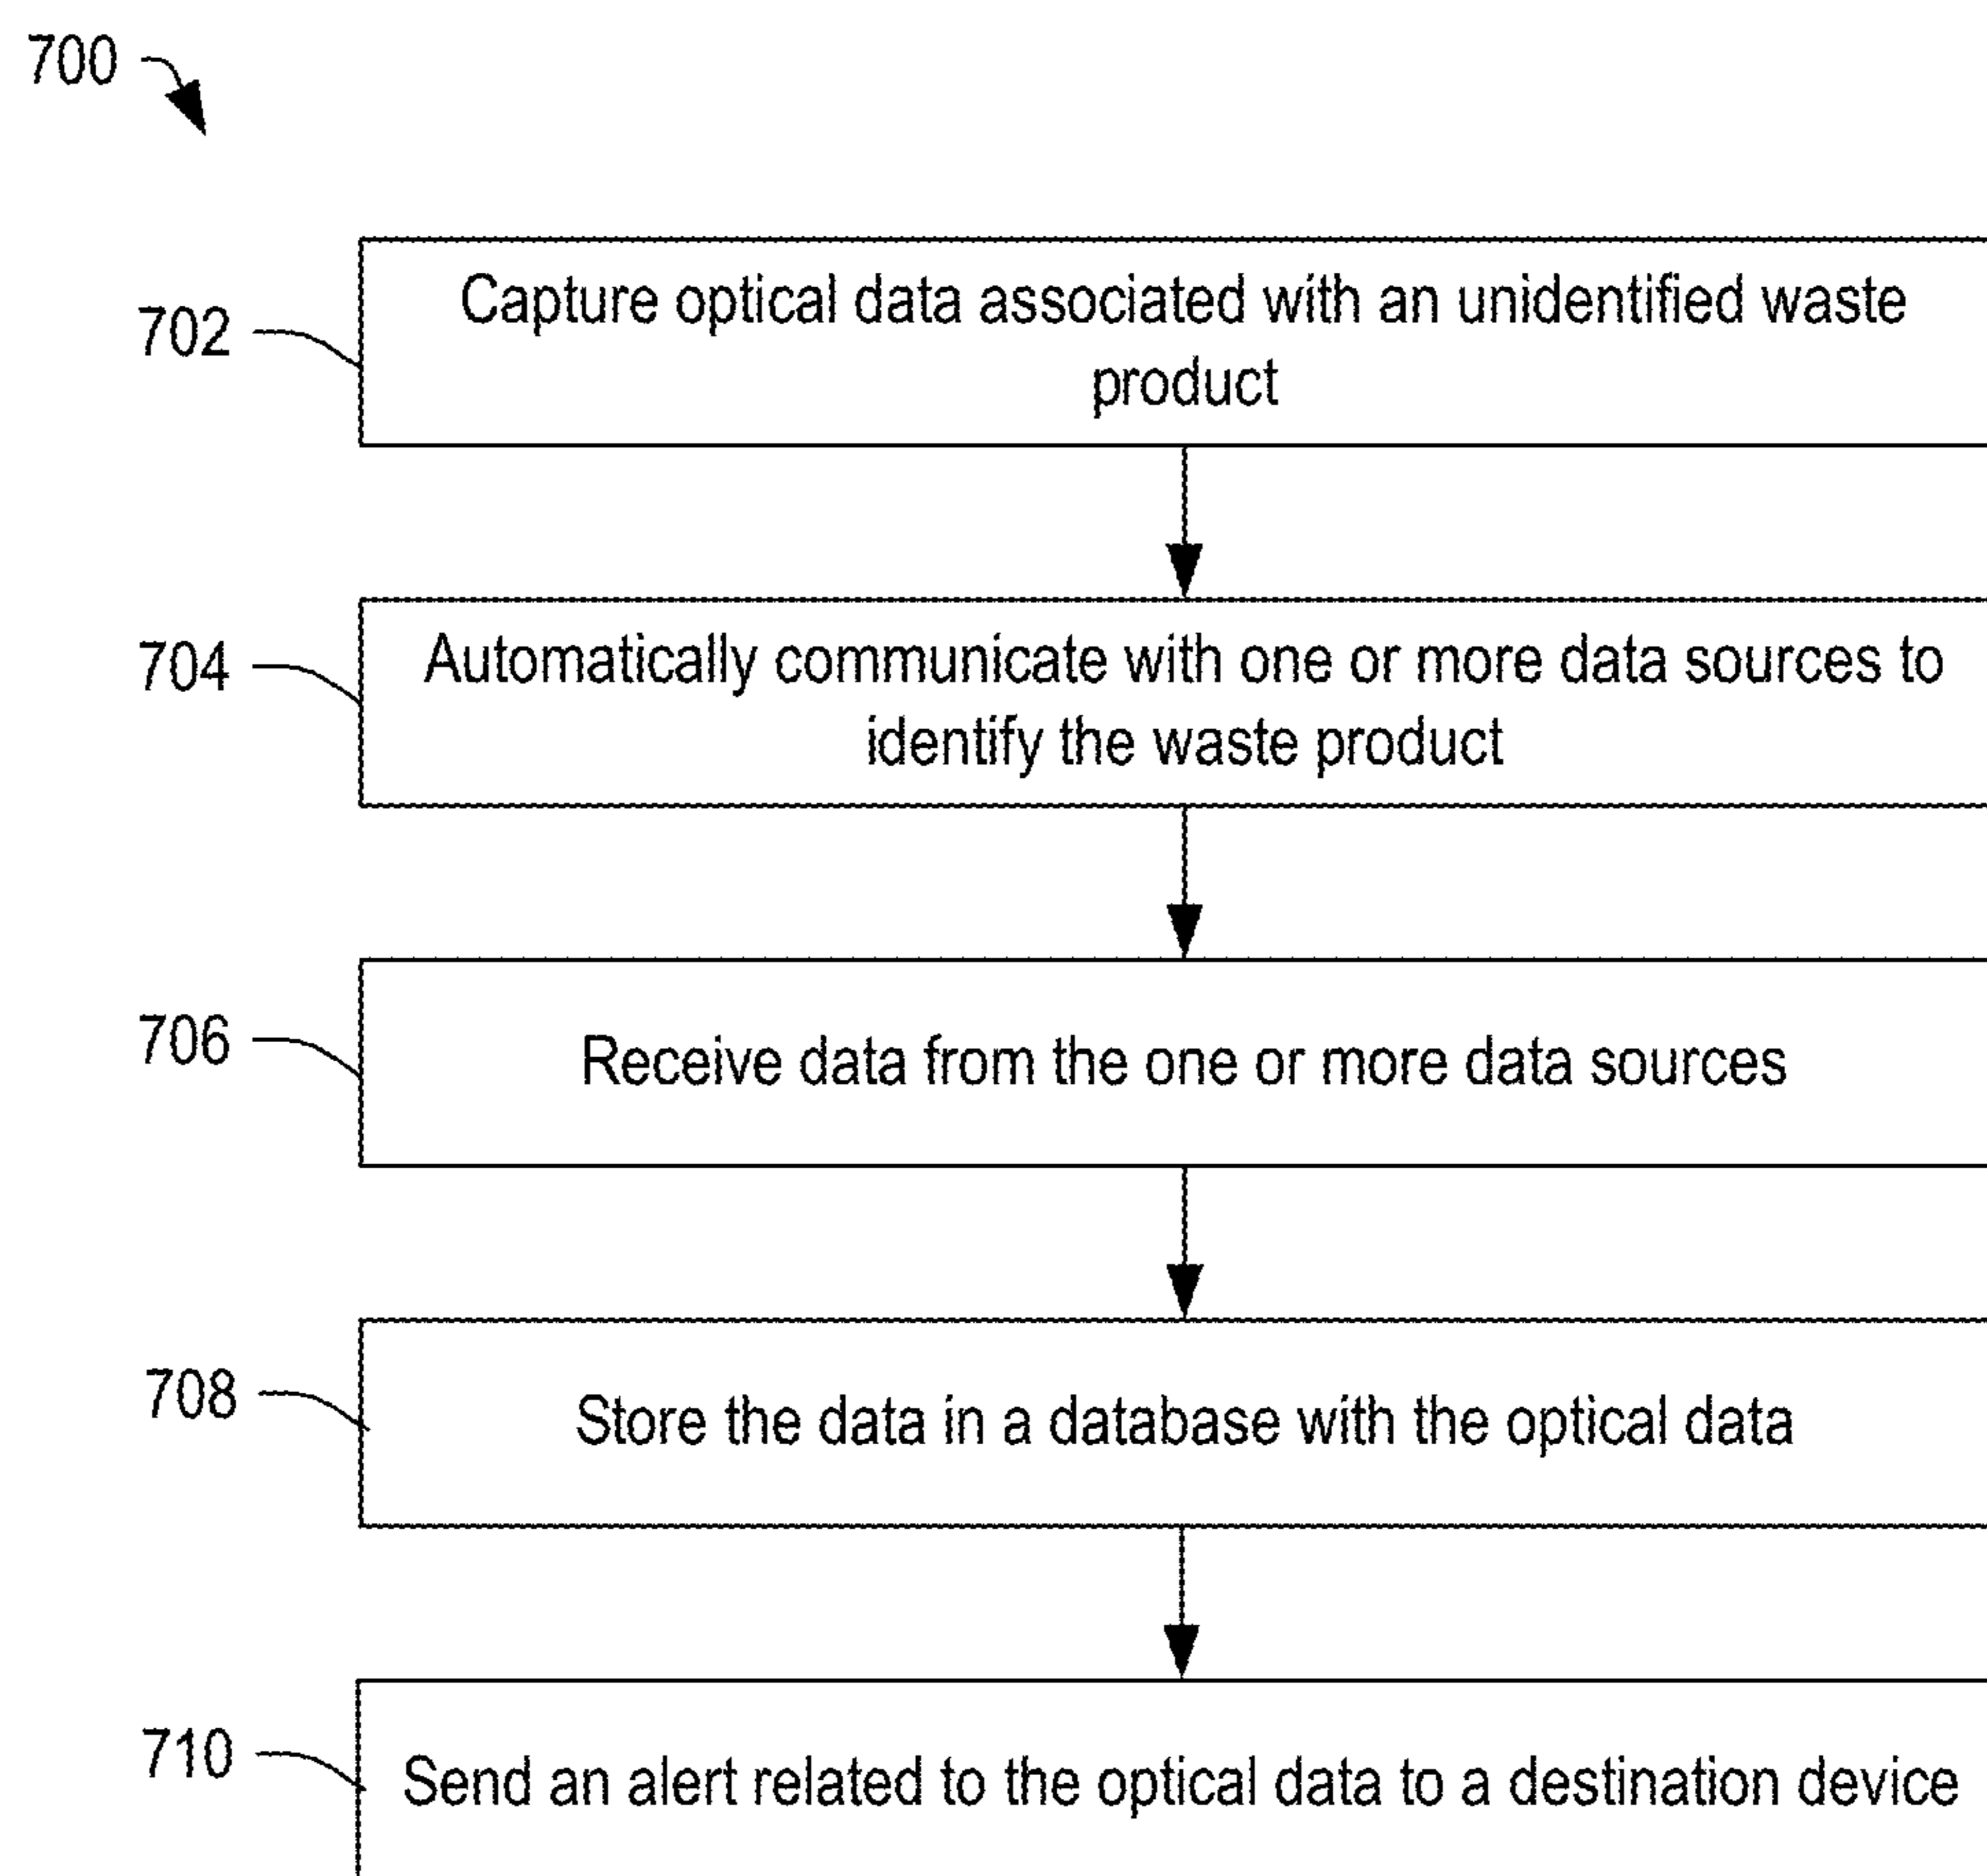 700
702
Capture optical data associated with an unidentified waste
product
704
Automatically communicate with one or more data sources to
identify the waste product
706
Receive data from the one or more data sources
708
Store the data in a database with the optical data
710
Send an alert related to the optical data to a destination device